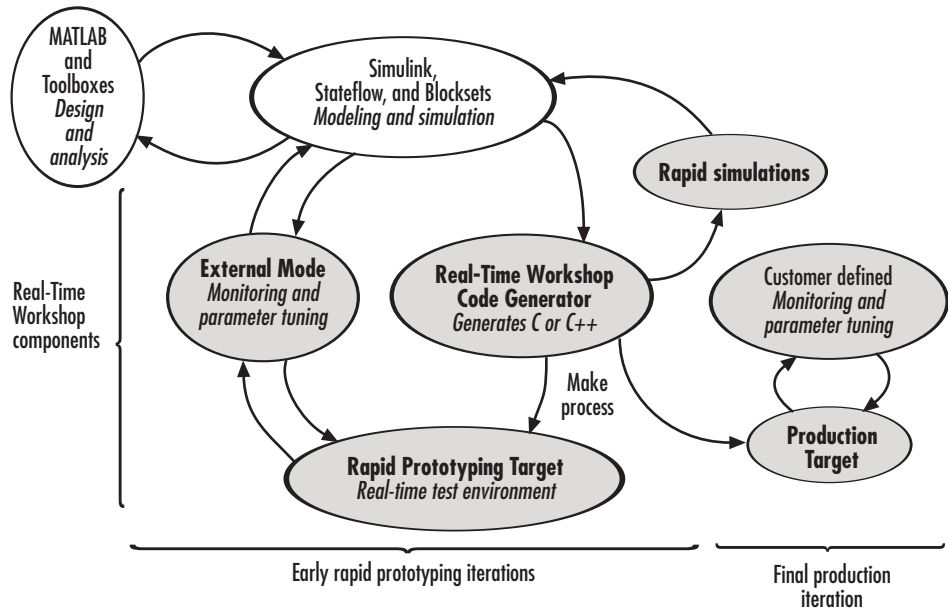 MATLAB
and
Toolboxes
Design
and
analysis
Simulink,
Stateflow, and Blocksets
Modeling and simulation
Rapid simulations
Real-Time
Workshop
components
External Mode
Monitoring and
parameter tuning
Real-Time Workshop
Code Generator
Generates C or C++
Customer defined
Monitoring and
parameter tuning
Make
process
Rapid Prototyping Target
Real-time test environment
Production
Target
Early rapid prototyping iterations
Final production
iteration